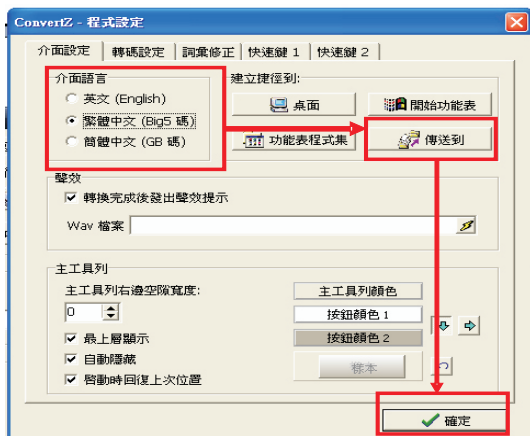 ConvertZ - 程式設定
介面設定 轉碼設定 詞彙修正 快速鍵 1 快速鍵 2
介面語言
英文 (English)
繁體中文 (Big5 碼)
簡體中文 (GB 碼)
建立捷徑到:
桌面 開始功能表
功能表程式集 傳送到
聲效
轉換完成後發出聲效提示
Wav 檔案
主工具列
主工具列右邊空隙寬度:
0
最上層顯示
自動隱藏
啓動時回復上次位置
主工具列顏色
按鈕顏色 1
按鈕顏色 2
樣本
確定